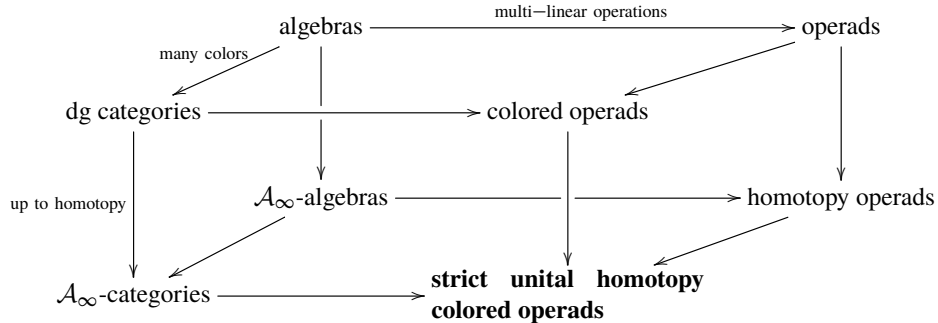 multi−linear operations
algebras
operads
many colors
dg categories
colored operads
up to homotopy
𝒜∞-algebras
homotopy operads
𝒜∞-categories
strict unital homotopy
colored operads